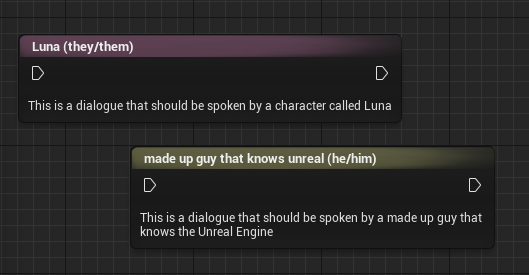 Luna (they/them)
This is a dialogue that should be spoken by a character called Luna
made up guy that knows unreal (he/him)
This is a dialogue that should be spoken by a made up guy that
knows the Unreal Engine